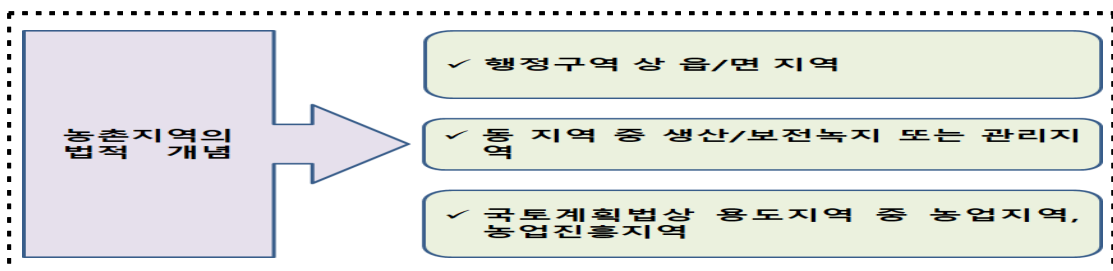 농촌지역의
법적 개념
✓ 행정구역 상 읍/면 지역
✓ 동 지역 중 생산/보전녹지 또는 관리지
역
✓ 국토계획법상 용도지역 중 농업지역,
농업진흥지역